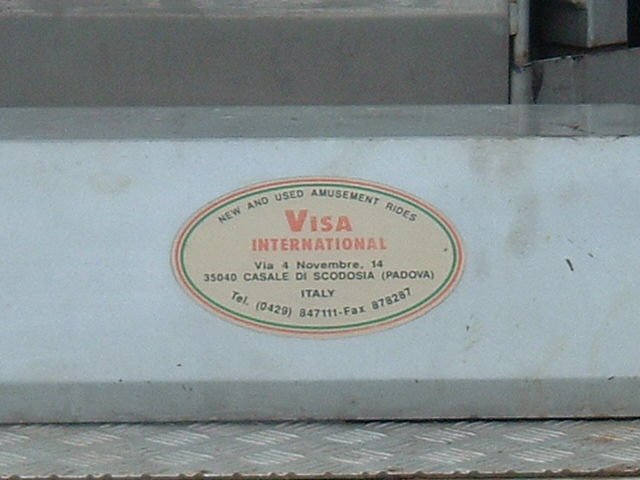 NEW AND USED AMUSEMENT RIDES
VISA
INTERNATIONAL
Via 4 Novembre, 14
35040 CASALE DI SCODOSIA (PADOVA)
ITALY
Tel. (0429) 847111-Fax 878287